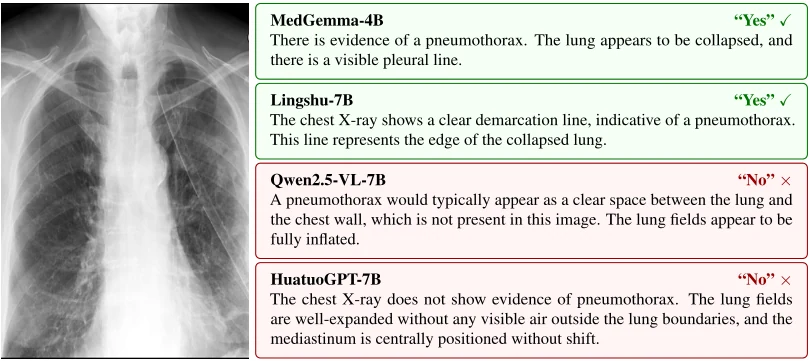 MedGemma-4B “Yes” ✓
There is evidence of a pneumothorax. The lung appears to be collapsed, and
there is a visible pleural line.
Lingshu-7B “Yes” ✓
The chest X-ray shows a clear demarcation line, indicative of a pneumothorax.
This line represents the edge of the collapsed lung.
Qwen2.5-VL-7B “No” ×
A pneumothorax would typically appear as a clear space between the lung and
the chest wall, which is not present in this image. The lung fields appear to be
fully inflated.
HuatuoGPT-7B “No” ×
The chest X-ray does not show evidence of pneumothorax. The lung fields
are well-expanded without any visible air outside the lung boundaries, and the
mediastinum is centrally positioned without shift.